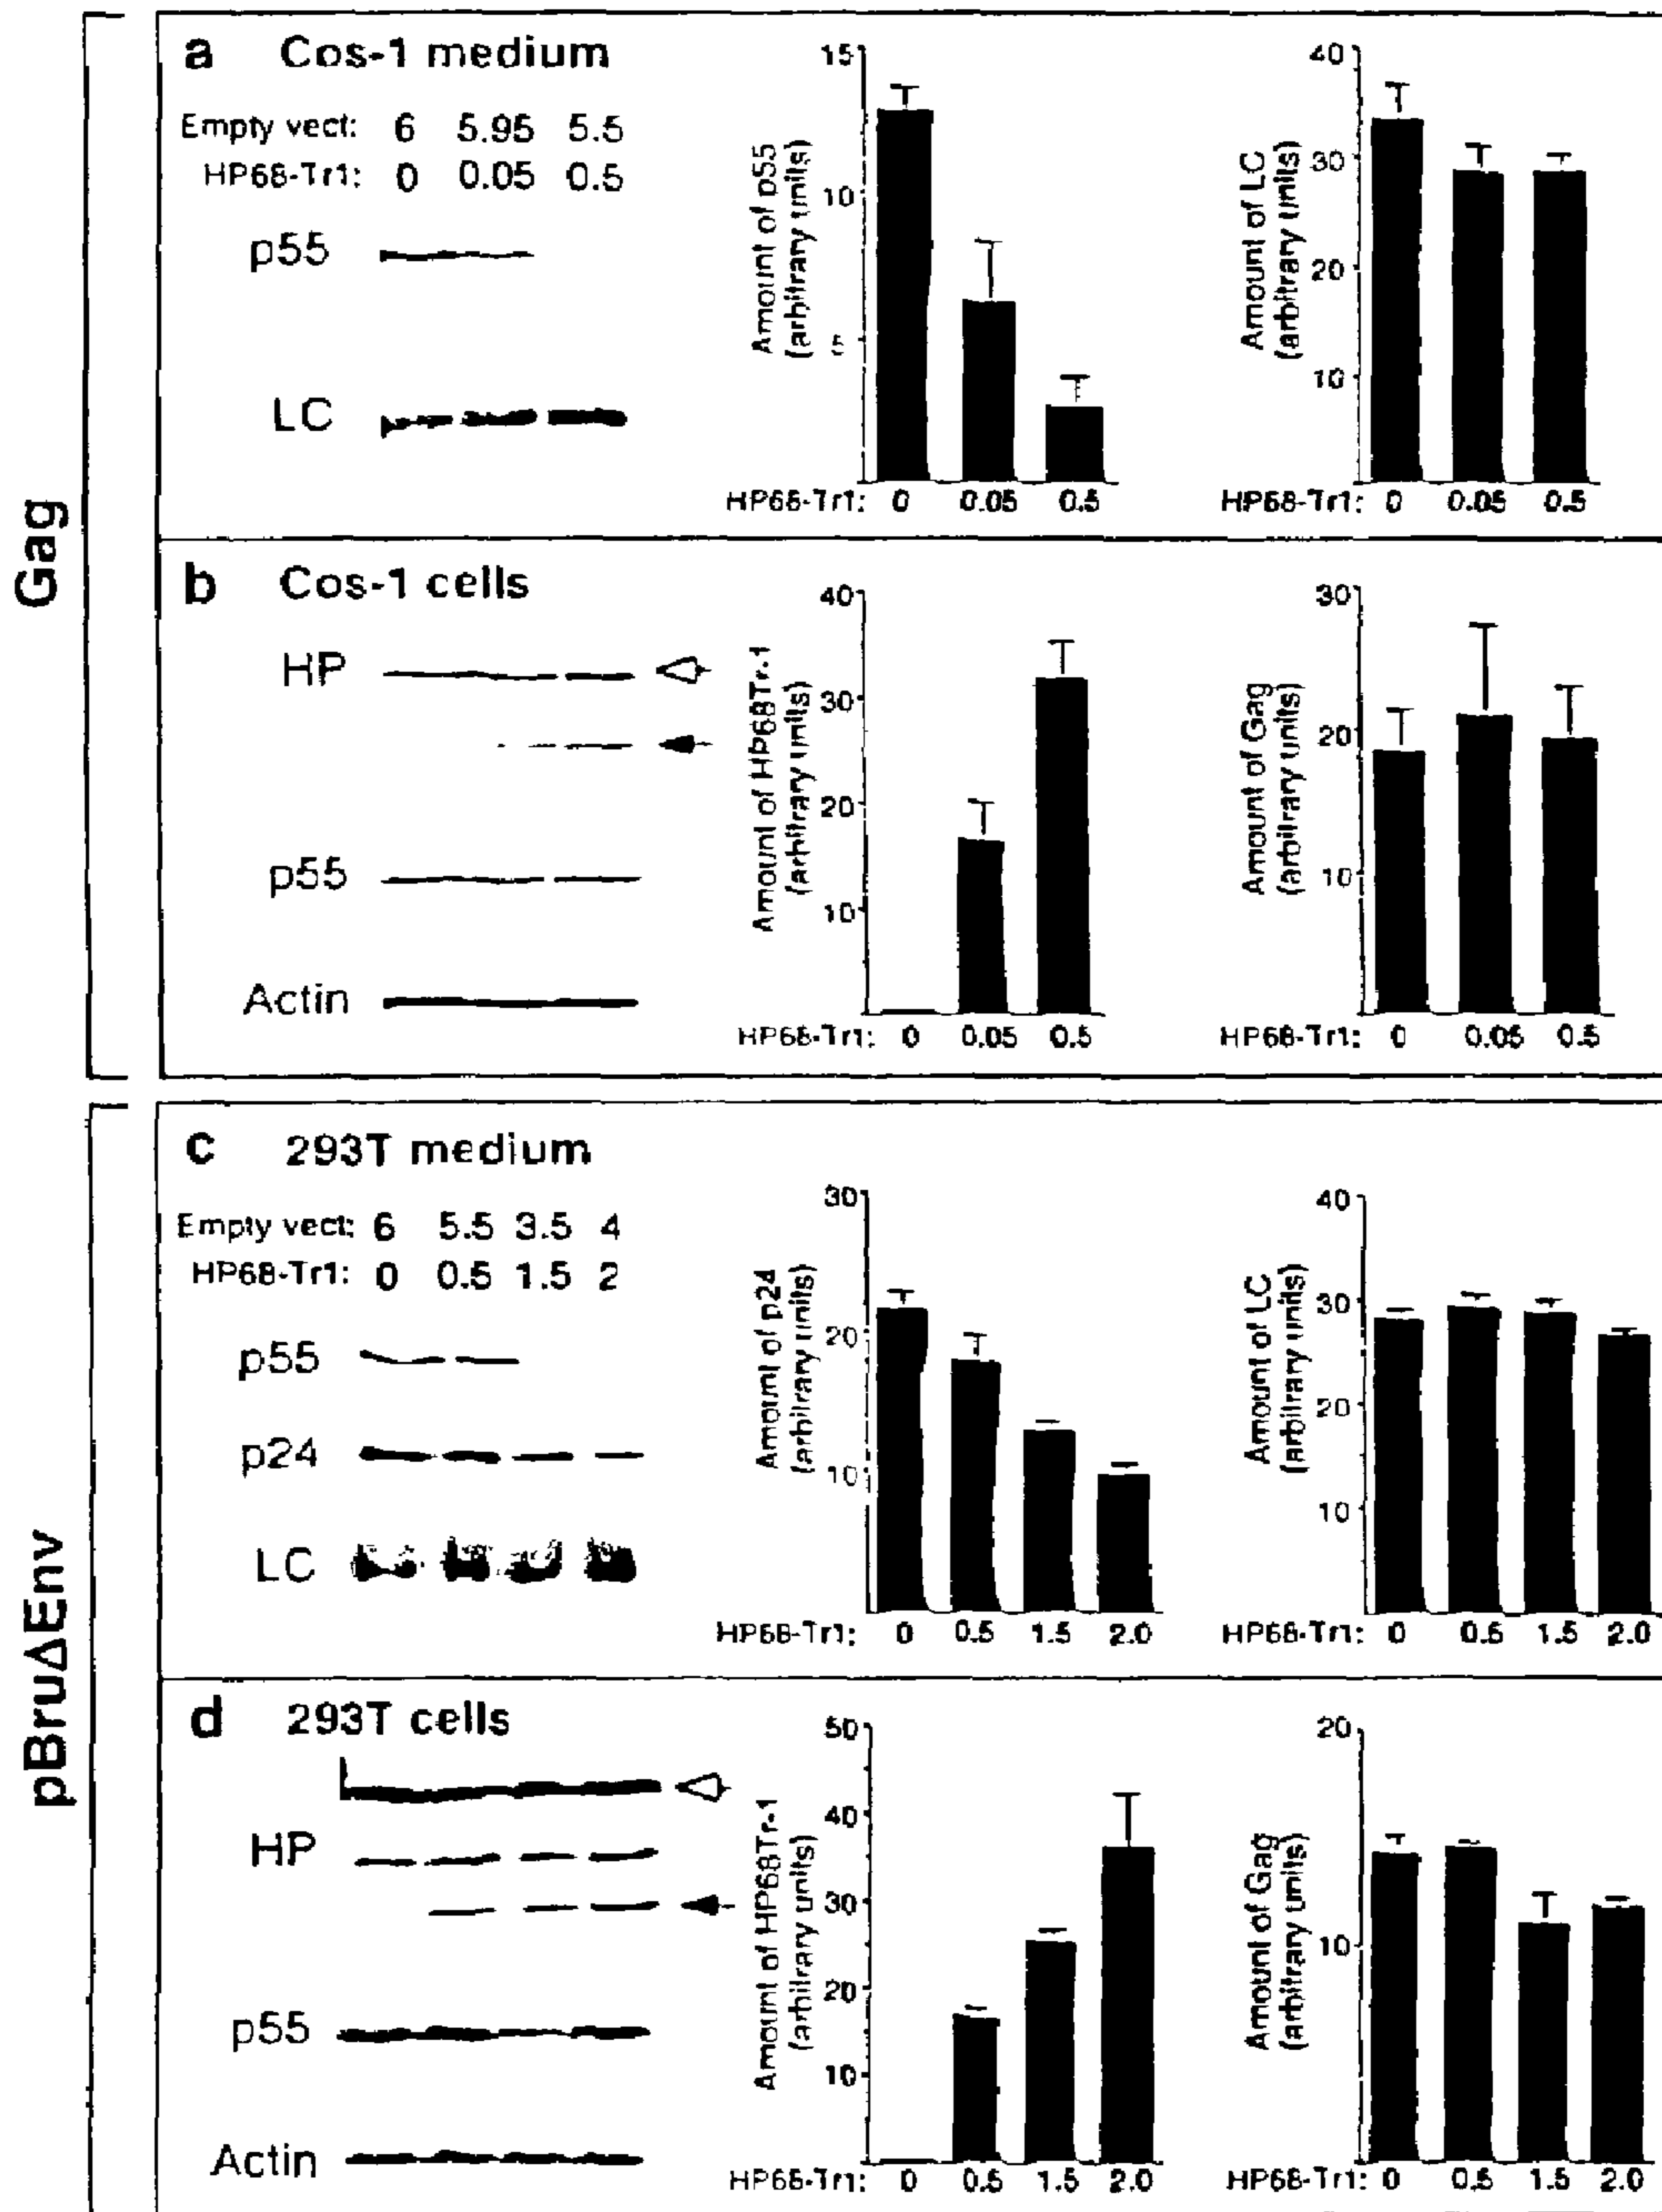 Gag
a Cos-1 medium
Empty vect: 6 5.95 5.5
HP68-Tr1: 0 0.05 0.5
p55
LC
Amount of p55
(arbitrary units)
15
10
5
HP68-Tr1: 0 0.05 0.5
Amount of LC
(arbitrary units)
40
30
20
10
HP68-Tr1: 0 0.05 0.5
b Cos-1 cells
HP
p55
Actin
Amount of HP68Tr-1
(arbitrary units)
40
30
20
10
HP68-Tr1: 0 0.05 0.5
Amount of Gag
(arbitrary units)
30
20
10
HP68-Tr1: 0 0.05 0.5
pBru∆Env
c 293T medium
Empty vect: 6 5.5 3.5 4
HP68-Tr1: 0 0.5 1.5 2
p55
p24
LC
Amount of p24
(arbitrary units)
30
20
10
HP68-Tr1: 0 0.5 1.5 2.0
Amount of LC
(arbitrary units)
40
30
20
10
HP68-Tr1: 0 0.5 1.5 2.0
d 293T cells
HP
p55
Actin
Amount of HP68Tr-1
(arbitrary units)
50
40
30
20
10
HP68-Tr1: 0 0.5 1.5 2.0
Amount of Gag
(arbitrary units)
20
10
HP68-Tr1: 0 0.5 1.5 2.0